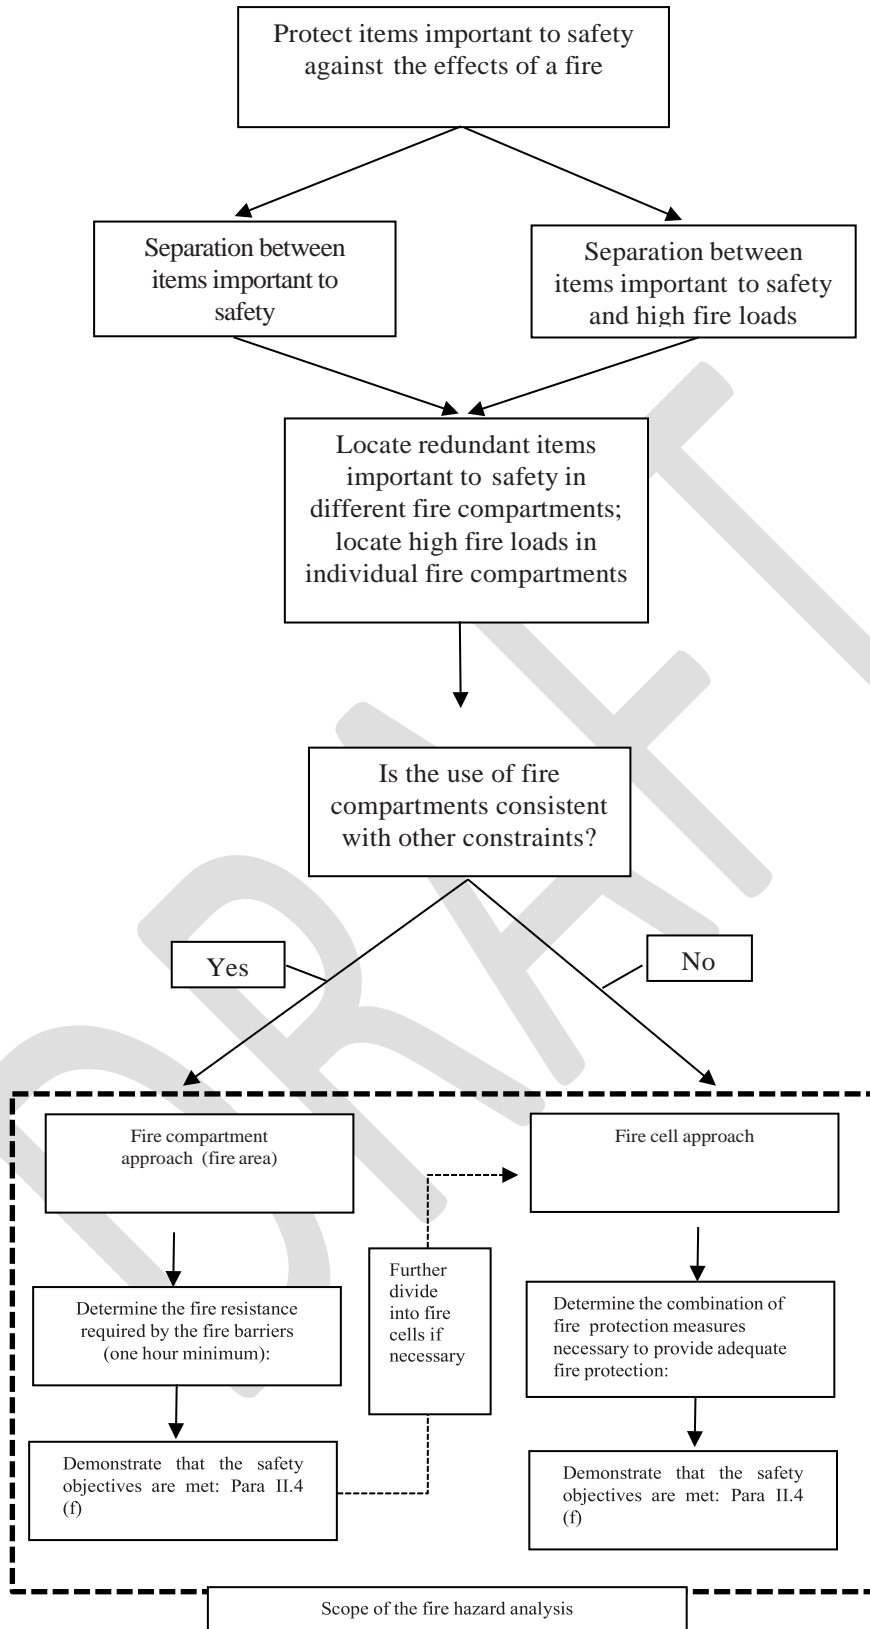 Protect items important to safety
against the effects of a fire
Separation between
items important to
safety
Separation between
items important to safety
and high fire loads
Locate redundant items
important to safety in
different fire compartments;
locate high fire loads in
individual fire compartments
Is the use of fire
compartments consistent
with other constraints?
Yes
No
Fire compartment
approach (fire area)
Fire cell approach
Further
divide
into fire
cells if
necessary
Determine the fire resistance
required by the fire barriers
(one hour minimum):
Determine the combination of
fire protection measures
necessary to provide adequate
fire protection:
Demonstrate that the safety
objectives are met: Para II.4
(f)
Demonstrate that the safety
objectives are met: Para II.4
(f)
Scope of the fire hazard analysis
DRAFT